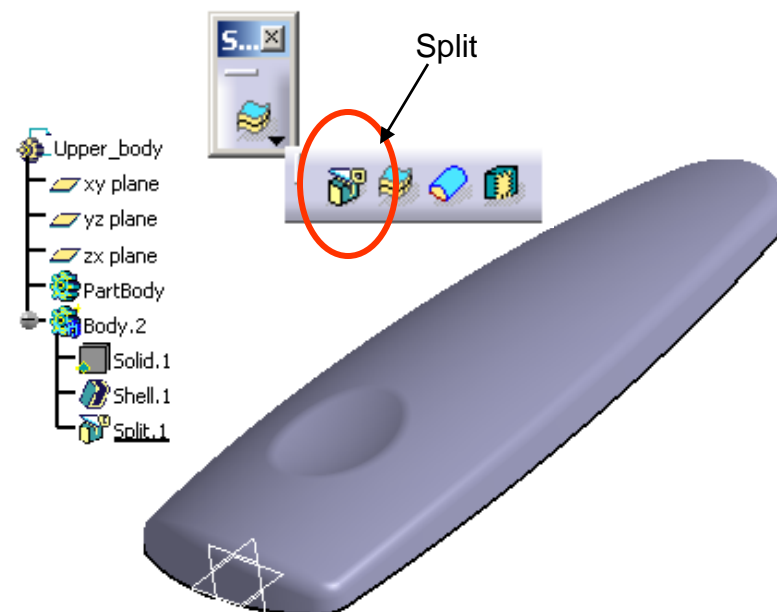 S...
Split
Upper_body
xy plane
yz plane
zx plane
PartBody
Body.2
Solid.1
Shell.1
Split.1